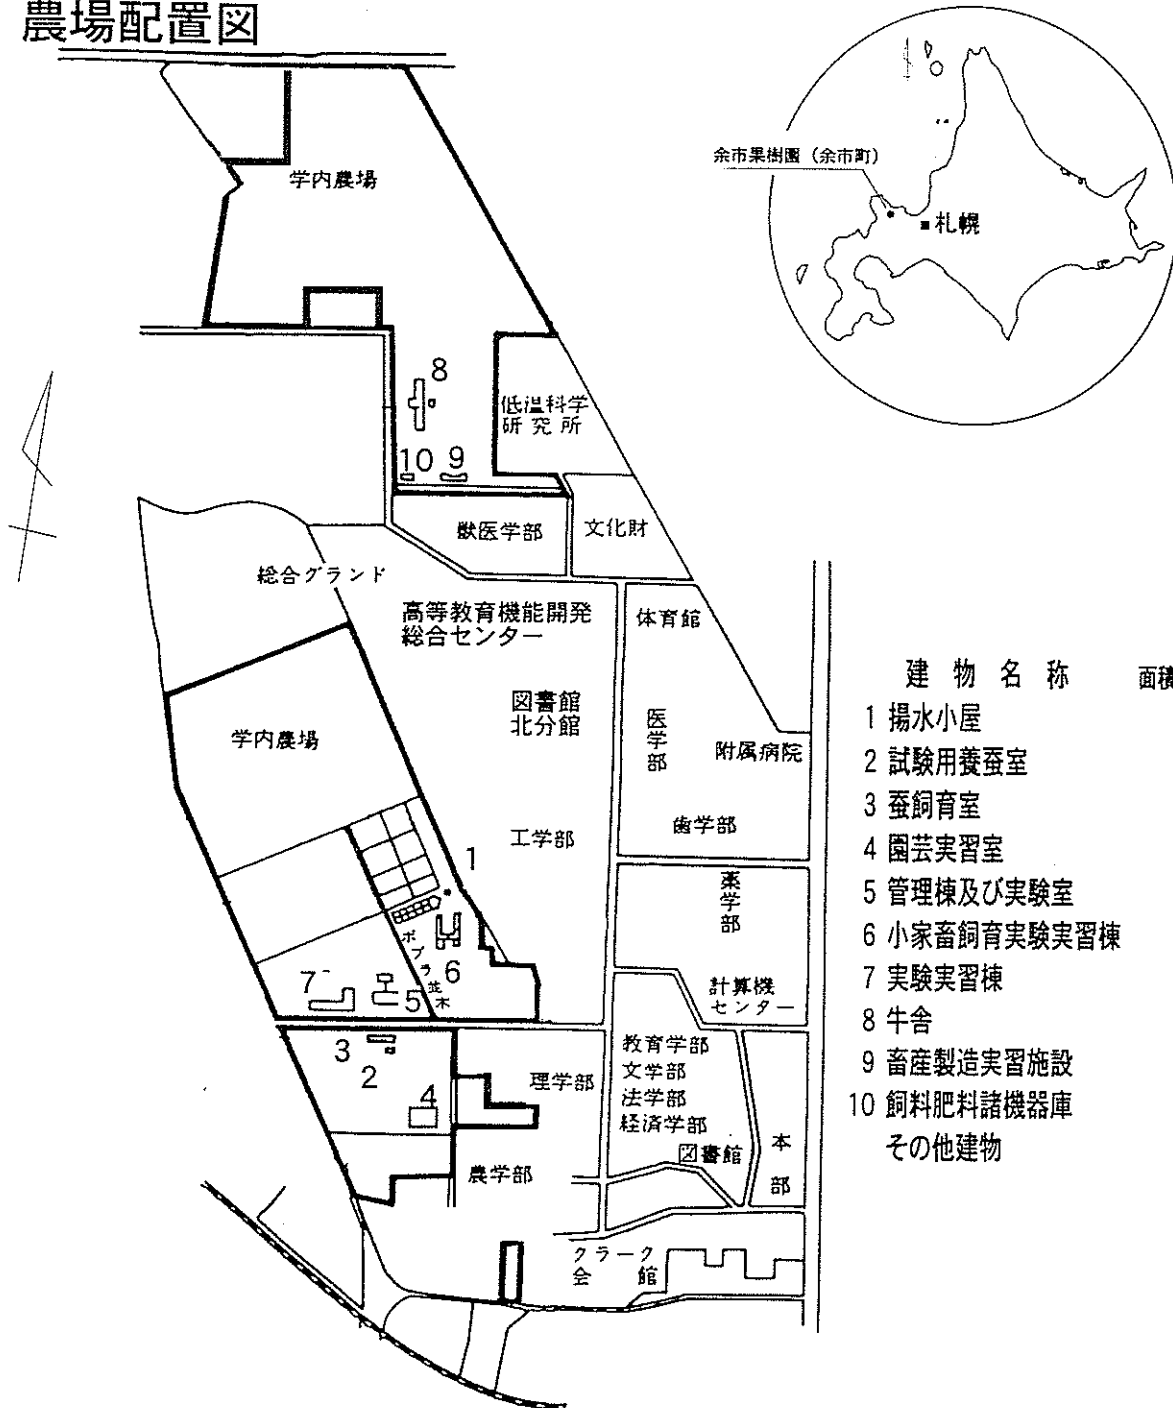 農場配置図
余市果樹園（余市町）
札幌
学内農場
8
低温科学
研究所
10
9
獣医学部
文化財
総合グランド
高等教育機能開発
総合センター
体育館
図書館
北分館
医学部
附属病院
学内農場
工学部
歯学部
1
薬学部
ポプラ並木
6
7
5
計算機
センター
3
2
4
理学部
教育学部
文学部
法学部
経済学部
図書館
本部
農学部
クラーク
会館
建物名称 面積
1 揚水小屋
2 試験用養蚕室
3 蚕飼育室
4 園芸実習室
5 管理棟及び実験室
6 小家畜飼育実験実習棟
7 実験実習棟
8 牛舎
9 畜産製造実習施設
10 飼料肥料諸機器庫
その他建物